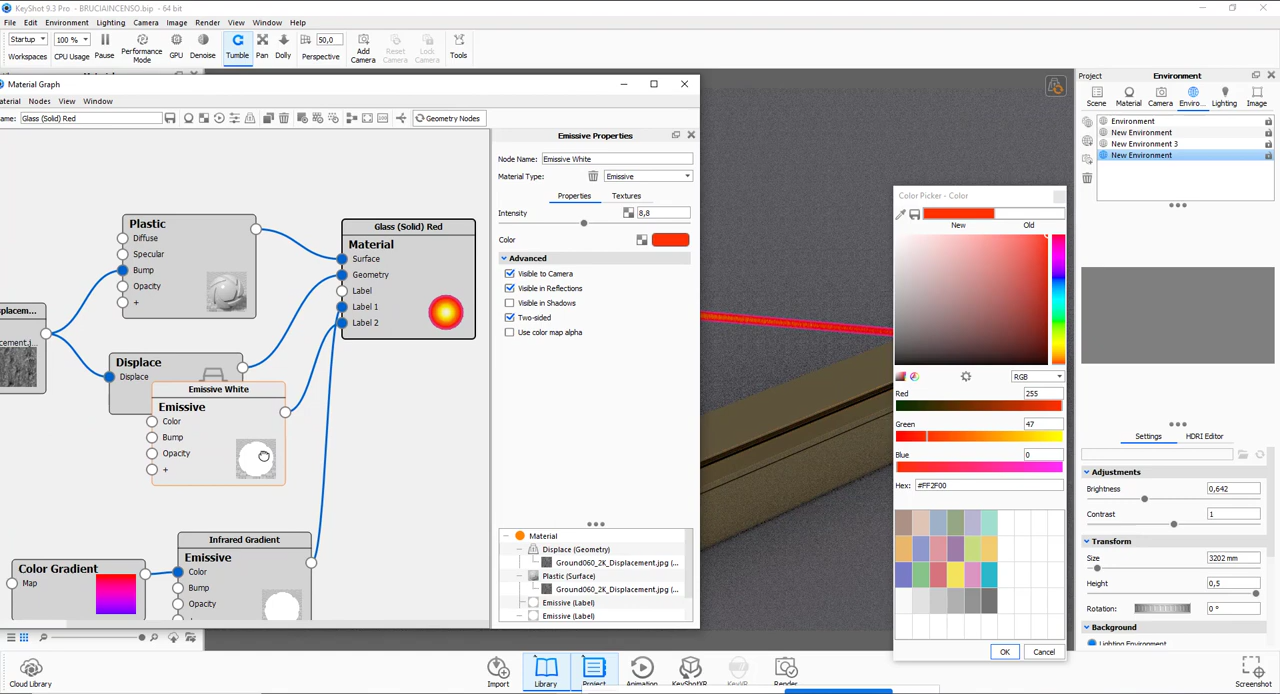 KeyShot 9.3 Pro - BRUCIAINCENSO.bip - 64 bit
File Edit Environment Lighting Camera Image Render View Window Help
Startup 100 % 50,0
Workspaces CPU Usage Pause Performance Mode GPU Denoise Tumble Pan Dolly Perspective Add Camera Reset Camera Lock Camera Tools
Material Graph
aterial Nodes View Window
ame: Glass (Solid) Red Geometry Nodes
Emissive Properties
Node Name: Emissive White
Material Type: Emissive
Properties Textures
Intensity 8,8
Color
Advanced
Visible to Camera
Visible in Reflections
Visible in Shadows
Two-sided
Use color map alpha
Plastic
Diffuse
Specular
Bump
Opacity
+
Glass (Solid) Red
Material
Surface
Geometry
Label
Label 1
Label 2
splacem...
cement.j...
Displace
Displace
Emissive White
Emissive
Color
Bump
Opacity
+
Infrared Gradient
Emissive
Color
Bump
Opacity
Color Gradient
Map
Material
Displace (Geometry)
Ground060_2K_Displacement.jpg (...
Plastic (Surface)
Ground060_2K_Displacement.jpg (...
Emissive (Label)
Emissive (Label)
Color Picker - Color
New Old
RGB
Red 255
Green 47
Blue 0
Hex: #FF2F00
OK Cancel
Project Environment
Scene Material Camera Enviro... Lighting Image
Environment
New Environment
New Environment 3
New Environment
Settings HDRI Editor
Adjustments
Brightness 0,642
Contrast 1
Transform
Size 3202 mm
Height 0,5
Rotation: 0 °
Background
Lighting Environment
Cloud Library Import Library Project Animation KeyShotXR KeyVR Render Screenshot